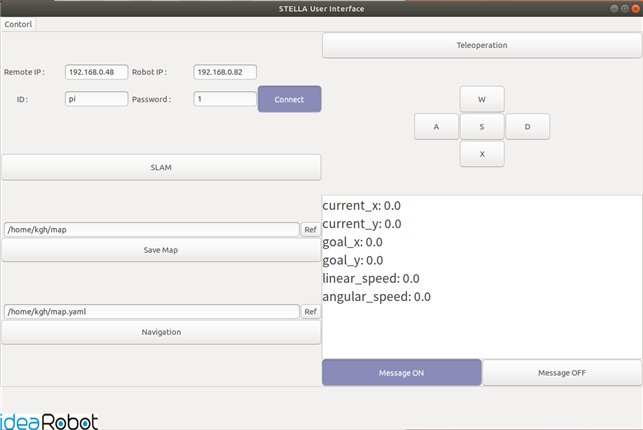 STELLA User Interface
Contorl
Remote IP : 192.168.0.48 Robot IP : 192.168.0.82
ID : pi Password : 1 Connect
SLAM
/home/kgh/map Ref
Save Map
/home/kgh/map.yaml Ref
Navigation
Teleoperation
W
A S D
X
current_x: 0.0
current_y: 0.0
goal_x: 0.0
goal_y: 0.0
linear_speed: 0.0
angular_speed: 0.0
Message ON Message OFF
ideaRobot